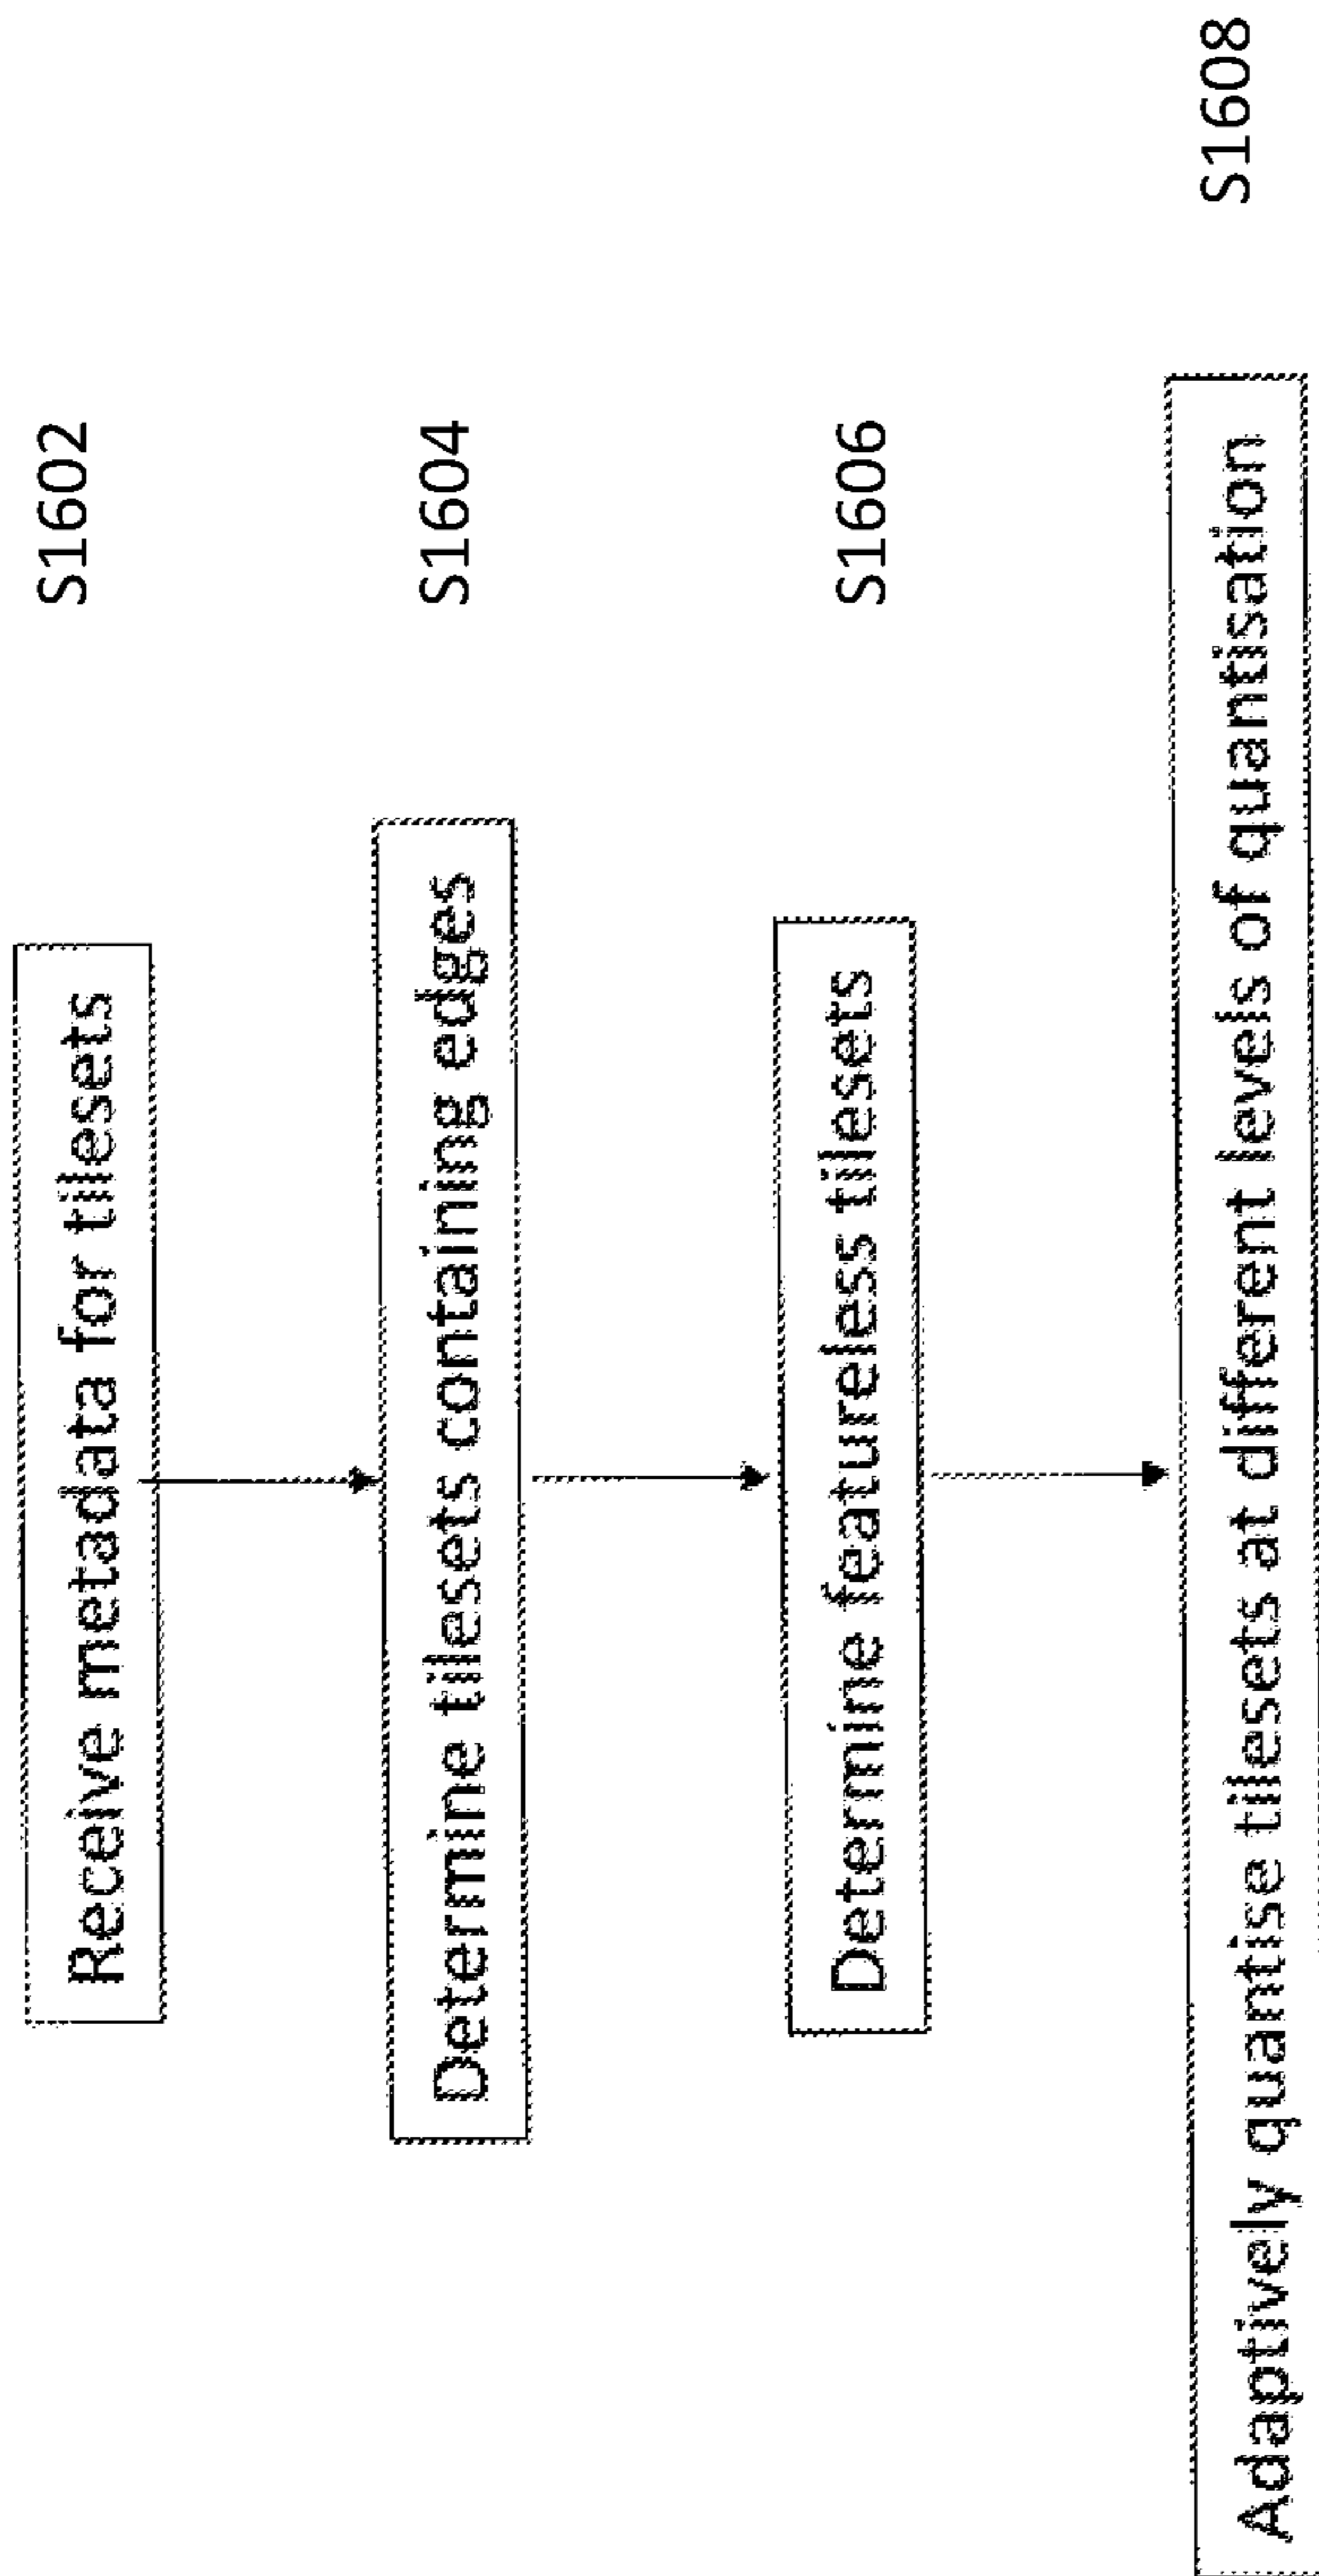 Receive metadata for tilesets
S1602
Determine tilesets containing edges
S1604
Determine featureless tilesets
S1606
Adaptively quantise tilesets at different levels of quantisation
S1608